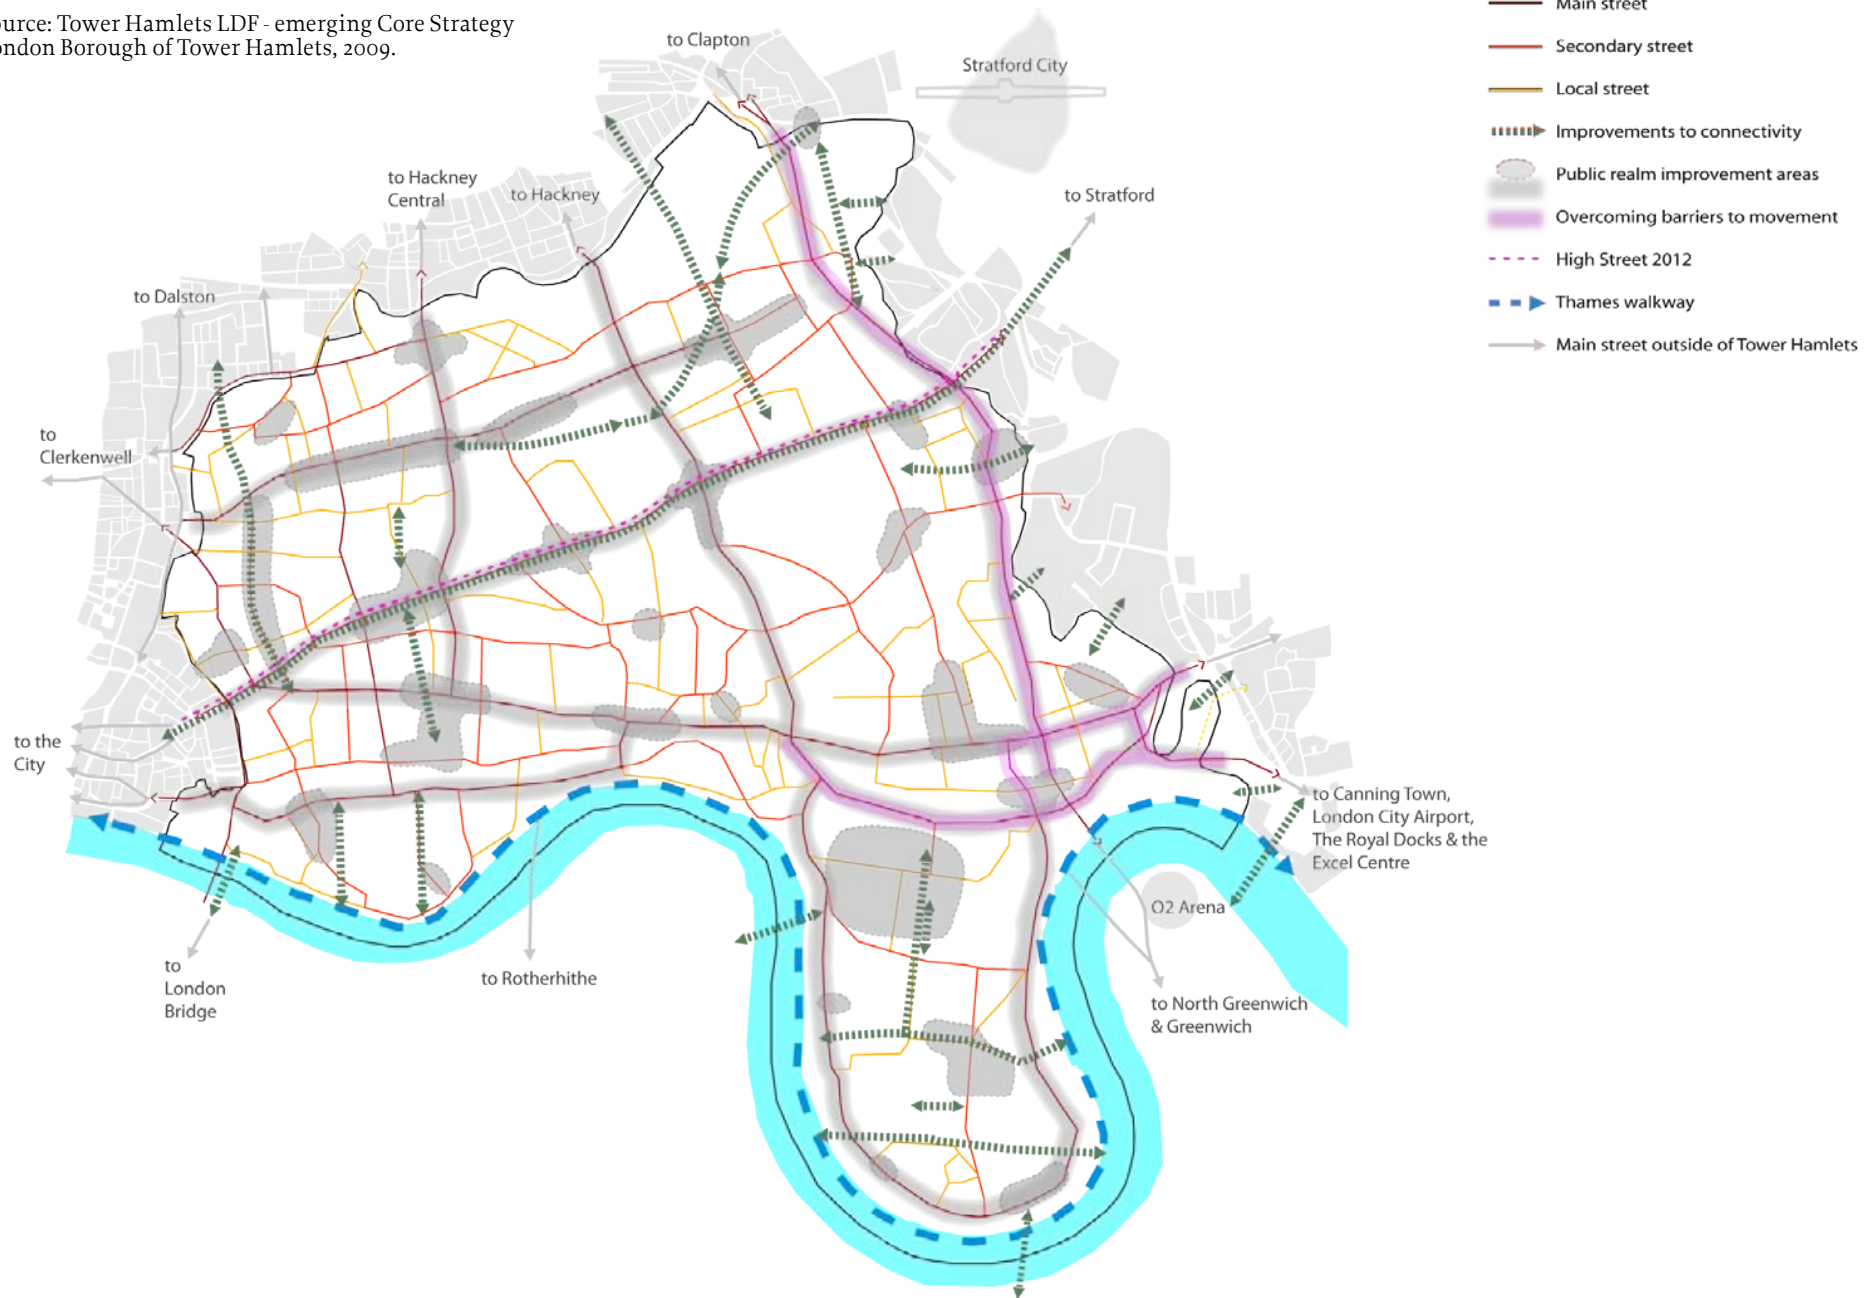 ource: Tower Hamlets LDF - emerging Core Strategy
ondon Borough of Tower Hamlets, 2009.
Main street
Secondary street
Local street
Improvements to connectivity
Public realm improvement areas
Overcoming barriers to movement
High Street 2012
Thames walkway
Main street outside of Tower Hamlets
to Clapton
Stratford City
to Hackney
Central
to Hackney
to Stratford
to Dalston
to
Clerkenwell
to the
City
to Canning Town,
London City Airport,
The Royal Docks & the
Excel Centre
O2 Arena
to
London
Bridge
to Rotherhithe
to North Greenwich
& Greenwich